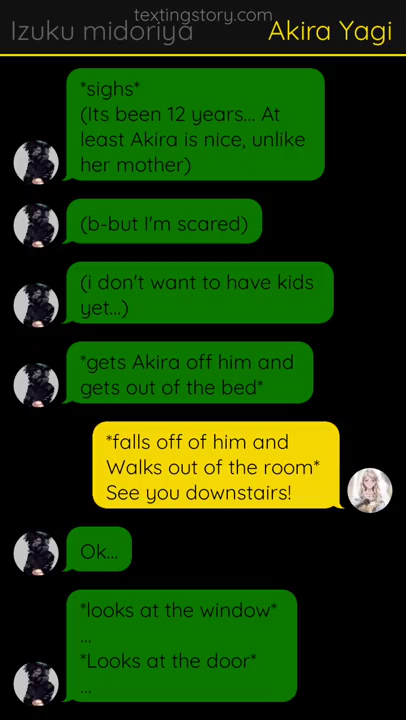 textingstory.com
Izuku midoriya
Akira Yagi
*sighs*
(Its been 12 years... At
least Akira is nice, unlike
her mother)
(b-but I'm scared)
(i don't want to have kids
yet...)
*gets Akira off him and
gets out of the bed*
*falls off of him and
Walks out of the room*
See you downstairs!
Ok...
*looks at the window*
...
*Looks at the door*
...